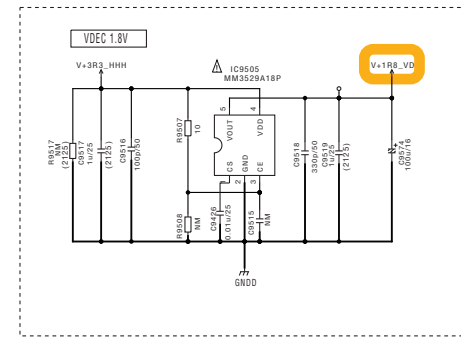 VDEC 1.8V
V+3R3_HHH
IC9505
MM3529A18P
V+1R8_VD
5
4
VOUT
VDD
CS
GND
CE
1
2
3
R9517
NM
(2125)
C9517
1u/25
(2125)
C9516
100p/50
R9507
10
R9508
NM
C9426
0.01u/25
C9515
NM
C9518
330p/50
C9519
1u/25
(2125)
C9574
100u/16
GNDD